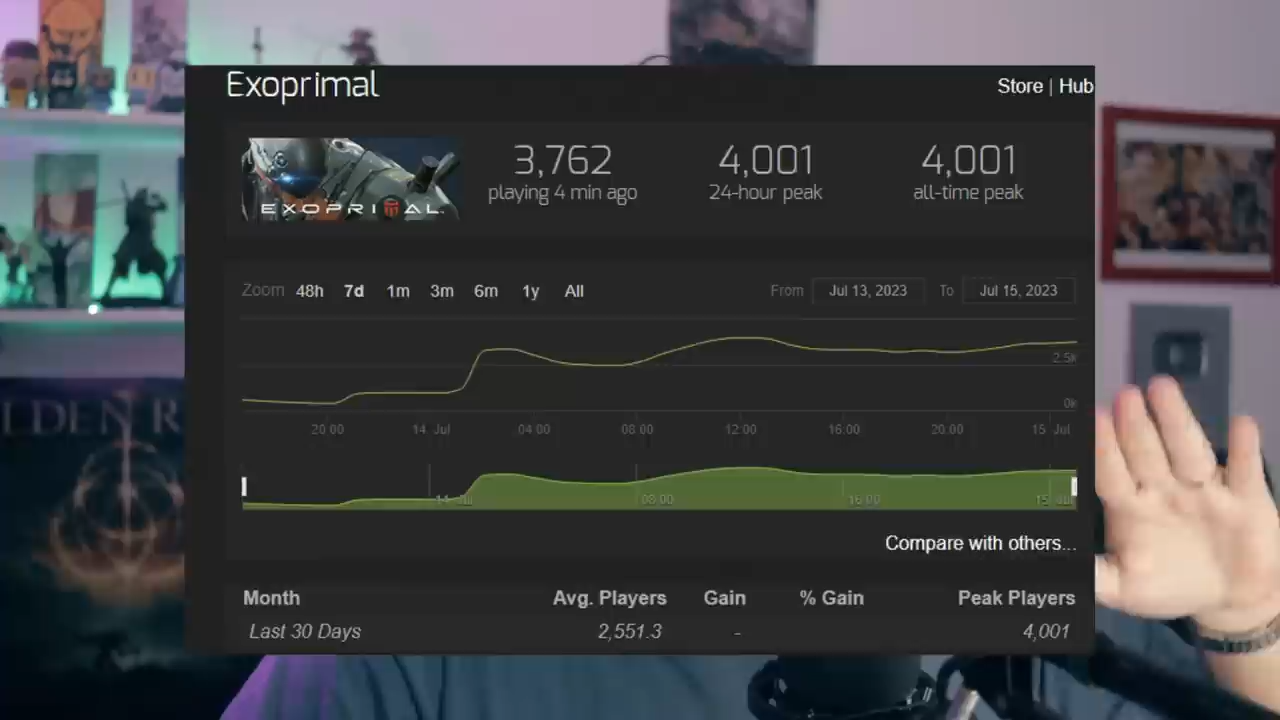 Exoprimal
Store | Hub
EXOPRIMAL
3,762
playing 4 min ago
4,001
24-hour peak
4,001
all-time peak
Zoom 48h 7d 1m 3m 6m 1y All
From Jul 13, 2023 To Jul 15, 2023
2.5k
0k
20:00 14. Jul 04:00 08:00 12:00 16:00 20:00 15. Jul
14. Jul 08:00 16:00 15. Jul
Compare with others...
Month Avg. Players Gain % Gain Peak Players
Last 30 Days 2,551.3 - 4,001
LDEN R